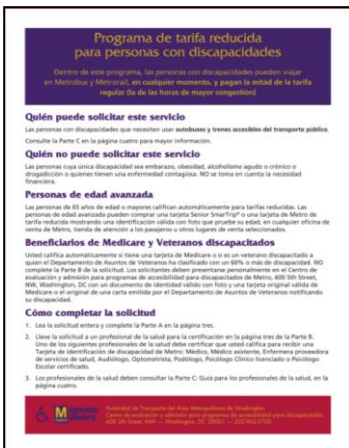 Programa de tarifa reducida
para personas con discapacidades
Dentro de este programa, las personas con discapacidades pueden viajar
en Metrobus y Metrorail, en cualquier momento, y pagan la mitad de la tarifa
regular (la de las horas de mayor congestión)
Quién puede solicitar este servicio
Las personas con discapacidades que necesiten usar autobuses y trenes accesibles del transporte público.
Consulte la Parte C en la página cuatro para mayor información.
Quién no puede solicitar este servicio
Las personas cuya única discapacidad sea embarazo, obesidad, alcoholismo agudo o crónico o
drogadicción o quienes tienen una enfermedad contagiosa. NO se toma en cuenta la necesidad
financiera.
Personas de edad avanzada
Las personas de 65 años de edad o mayores califican automáticamente para tarifas reducidas. Las
personas de edad avanzada pueden comprar una tarjeta Senior SmarTrip® o una tarjeta de Metro de
tarifa reducida mostrando una identificación válida con foto que pruebe su edad, en cualquier oficina de
venta de Metro, tienda de atención a los pasajeros u otros lugares de venta seleccionados.
Beneficiarios de Medicare y Veteranos discapacitados
Usted califica automáticamente si tiene una tarjeta de Medicare o si es un veterano discapacitado a
quien el Departamento de Asuntos de Veteranos ha clasificado con un 60% o más de discapacidad. NO
complete la Parte B de la solicitud. Los solicitantes deben presentarse personalmente en el Centro de
evaluación y admisión para programas de accesibilidad para discapacitados de Metro, 600 5th Street,
NW, Washington, DC con un documento de identidad válido con foto y una tarjeta original válida de
Medicare o el original de una carta emitida por el Departamento de Asuntos de Veteranos notificando
su discapacidad.
Cómo completar la solicitud
1. Lea la solicitud entera y complete la Parte A en la página tres.
2. Lleve la solicitud a un profesional de la salud para la certificación en la página tres de la Parte B.
Uno de los siguientes profesionales de la salud debe certificar que usted califica para recibir una
Tarjeta de identificación de discapacidad de Metro: Médico, Médico asistente, Enfermera proveedora
de servicios de salud, Audiólogo, Optometrista, Podólogo, Psicólogo Clínico licenciado o Psicólogo
Escolar certificado.
3. Los profesionales de la salud deben consultar la Parte C: Guía para los profesionales de la salud, en la
página cuatro.
Autoridad de Transporte del Área Metropolitana de Washington
Centro de evaluación y admisión para programas de accesibilidad para discapacitados
600 5th Street, NW — Washington, DC 20001 — 202-962-2700